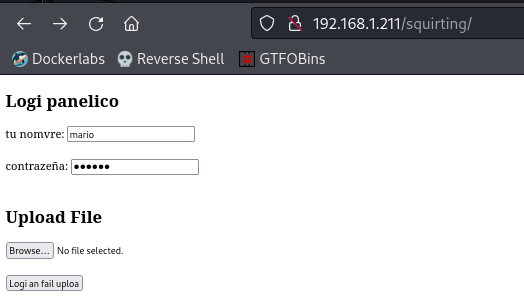 192.168.1.211/squirting/
Dockerlabs Reverse Shell GTFOBins
Logi panelico
tu nomvre: mario
contrazeña: ●●●●●●
Upload File
Browse... No file selected.
Logi an fail uploa